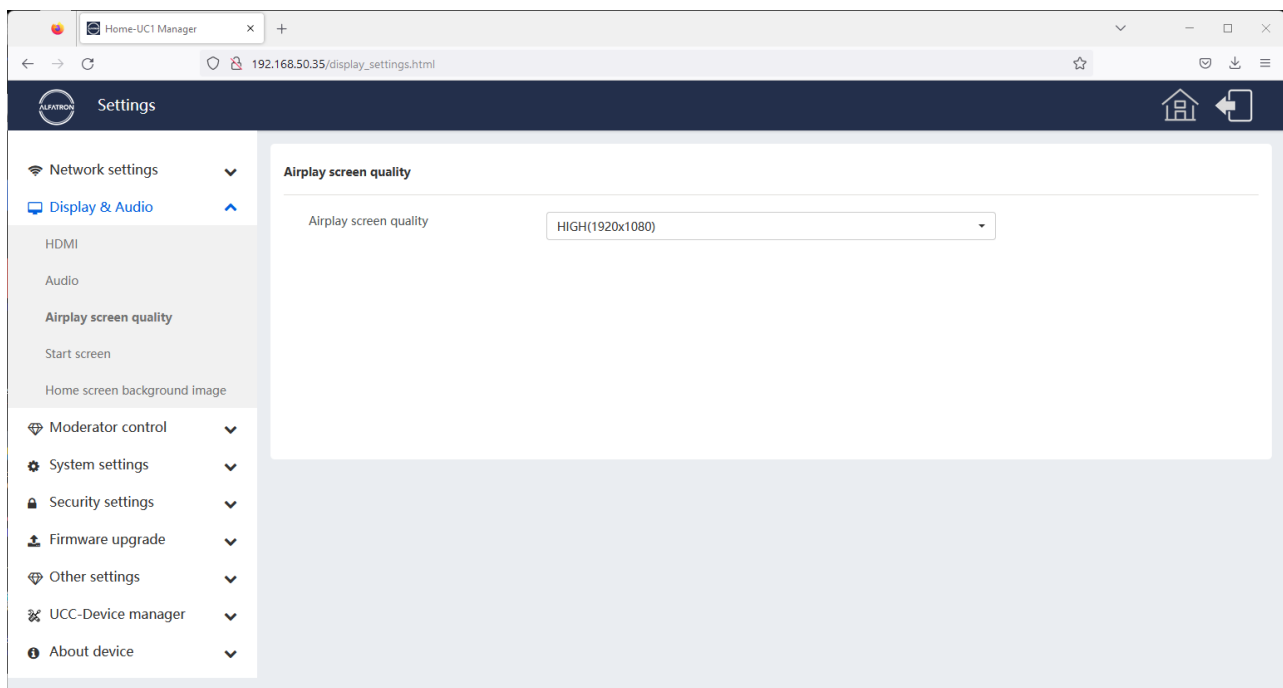 Home-UC1 Manager
192.168.50.35/display_settings.html
ALFATRON
Settings
Network settings
Display & Audio
HDMI
Audio
Airplay screen quality
Start screen
Home screen background image
Moderator control
System settings
Security settings
Firmware upgrade
Other settings
UCC-Device manager
About device
Airplay screen quality
Airplay screen quality HIGH(1920x1080)